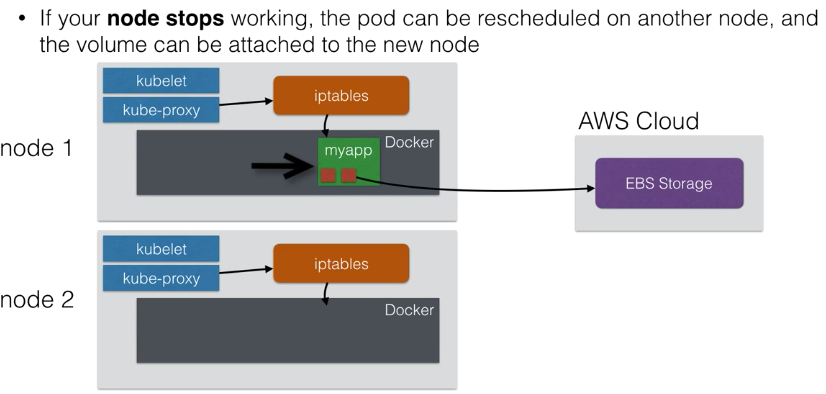 • If your node stops working, the pod can be rescheduled on another node, and
the volume can be attached to the new node
kubelet
kube-proxy
iptables
node 1
Docker
myapp
AWS Cloud
EBS Storage
kubelet
kube-proxy
iptables
node 2
Docker